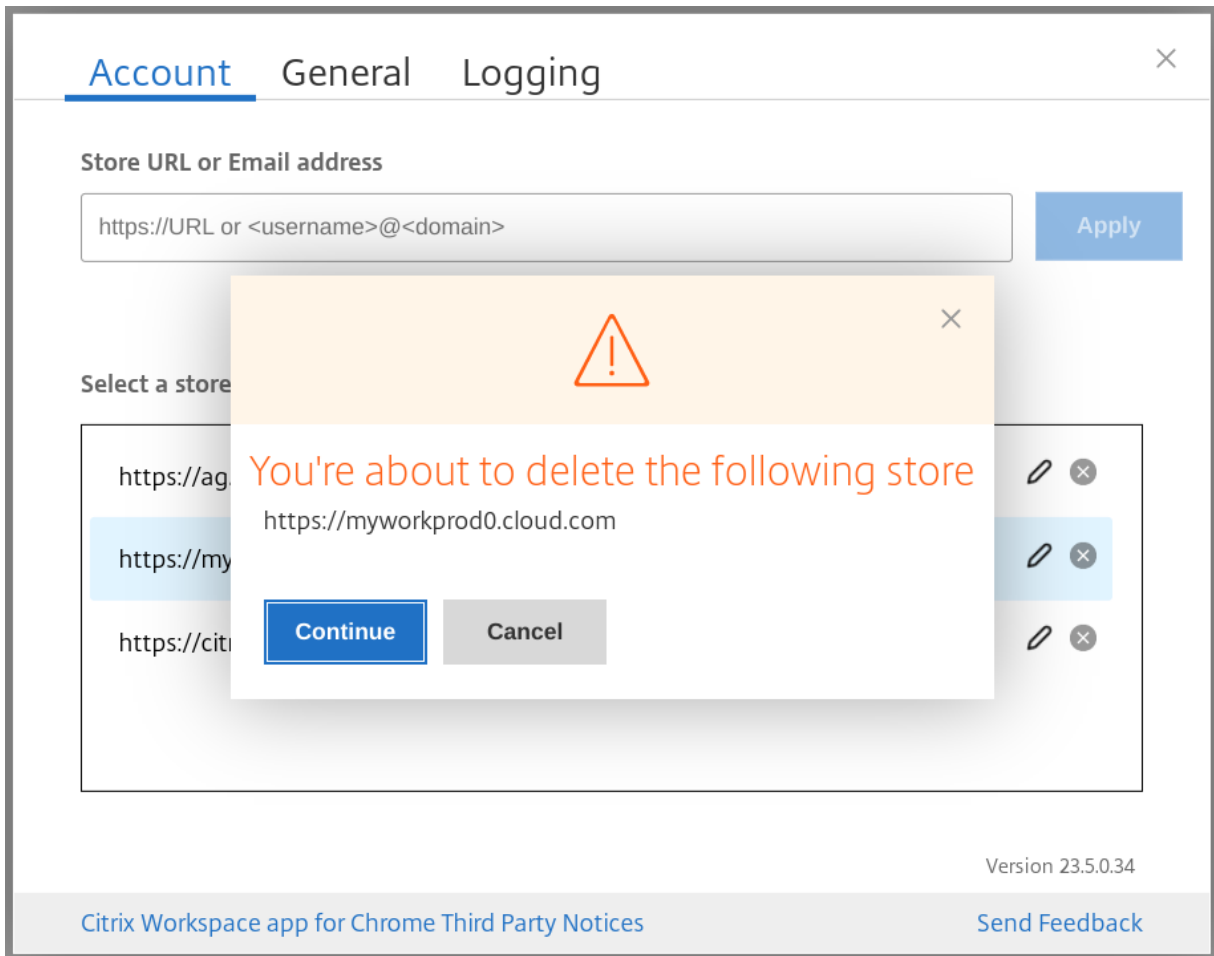 Account General Logging
Store URL or Email address
https://URL or <username>@<domain>
Apply
Select a store
https://ag.
https://my
https://cit
You're about to delete the following store
https://myworkprod0.cloud.com
Continue Cancel
Version 23.5.0.34
Citrix Workspace app for Chrome Third Party Notices
Send Feedback